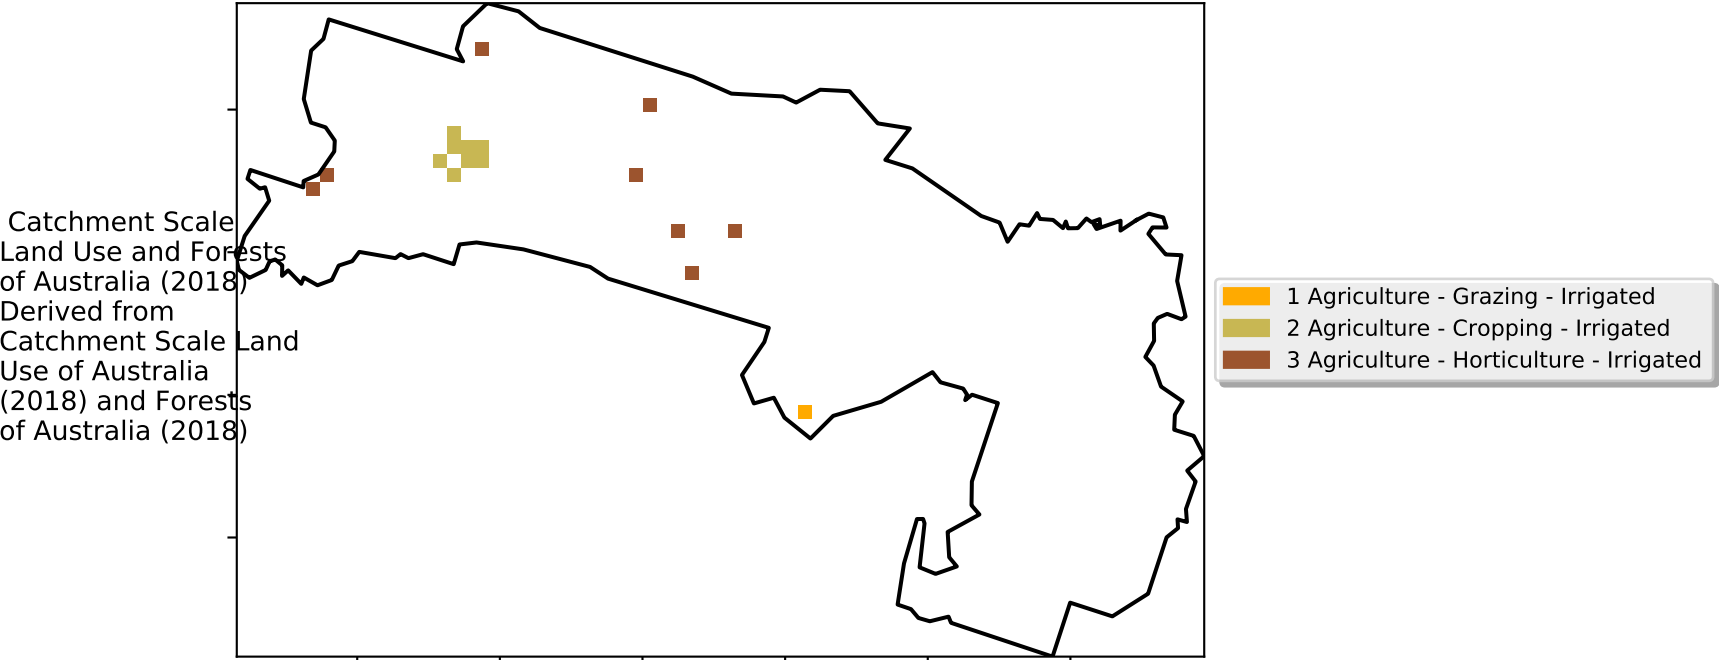 Catchment Scale
Land Use and Forests
of Australia (2018)
Derived from
Catchment Scale Land
Use of Australia
(2018) and Forests
of Australia (2018)
1 Agriculture - Grazing - Irrigated
2 Agriculture - Cropping - Irrigated
3 Agriculture - Horticulture - Irrigated